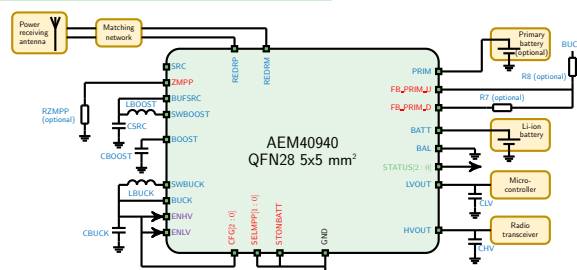 Power
receiving
antenna
Matching
network
REDRP
REDRM
SRC
ZMPP
BUFSRC
SWBOOST
BOOST
SWBUCK
BUCK
ENHV
ENLV
RZMPP
(optional)
LBOOST
CSRC
CBOOST
LBUCK
CBUCK
AEM40940
QFN28 5x5 mm²
CFG[2 : 0]
SELMPP[1 : 0]
STONBATT
GND
PRIM
FB_PRIM_U
FB_PRIM_D
BATT
BAL
STATUS[2 : 0]
LVOUT
HVOUT
Primary
battery
(optional)
BUC
R8 (optional)
R7 (optional)
Li-ion
battery
Micro-
controller
CLV
Radio
transceiver
CHV